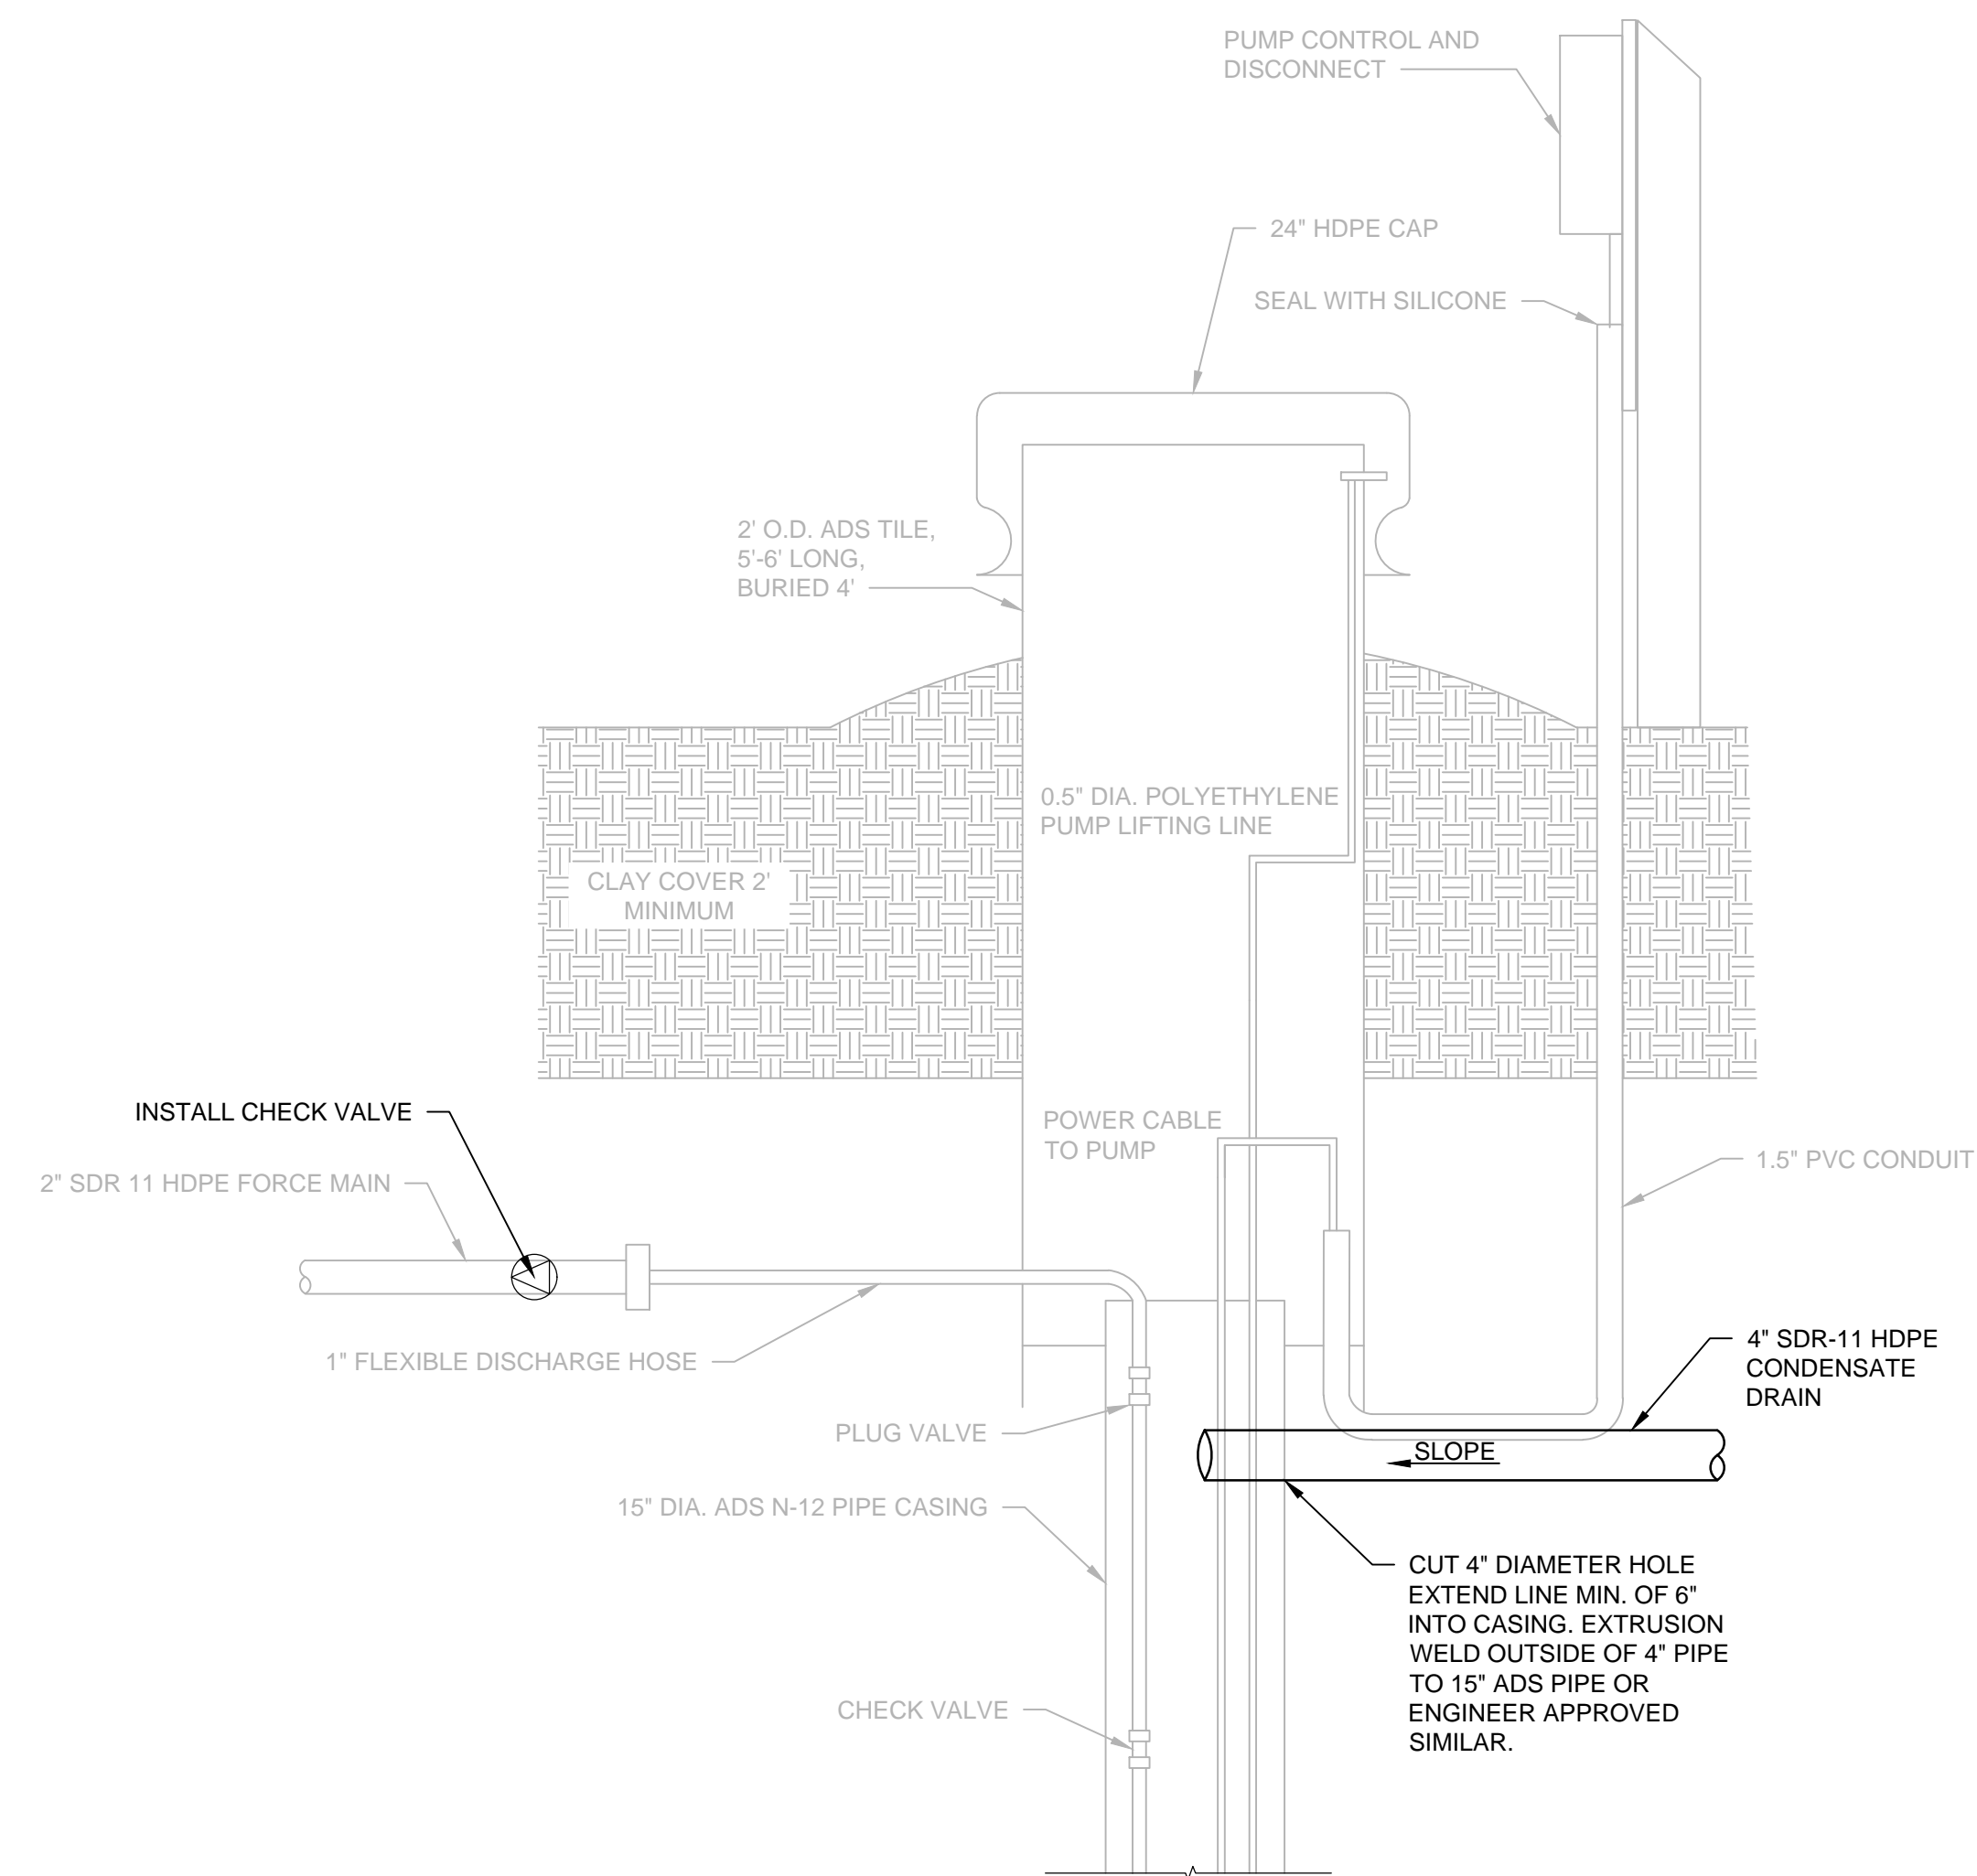 PUMP CONTROL AND
DISCONNECT
24" HDPE CAP
SEAL WITH SILICONE
2' O.D. ADS TILE,
5'-6' LONG,
BURIED 4'
0.5" DIA. POLYETHYLENE
PUMP LIFTING LINE
CLAY COVER 2'
MINIMUM
INSTALL CHECK VALVE
POWER CABLE
TO PUMP
1.5" PVC CONDUIT
2" SDR 11 HDPE FORCE MAIN
1" FLEXIBLE DISCHARGE HOSE
4" SDR-11 HDPE
CONDENSATE
DRAIN
PLUG VALVE
SLOPE
15" DIA. ADS N-12 PIPE CASING
CUT 4" DIAMETER HOLE
EXTEND LINE MIN. OF 6"
INTO CASING. EXTRUSION
WELD OUTSIDE OF 4" PIPE
TO 15" ADS PIPE OR
ENGINEER APPROVED
SIMILAR.
CHECK VALVE